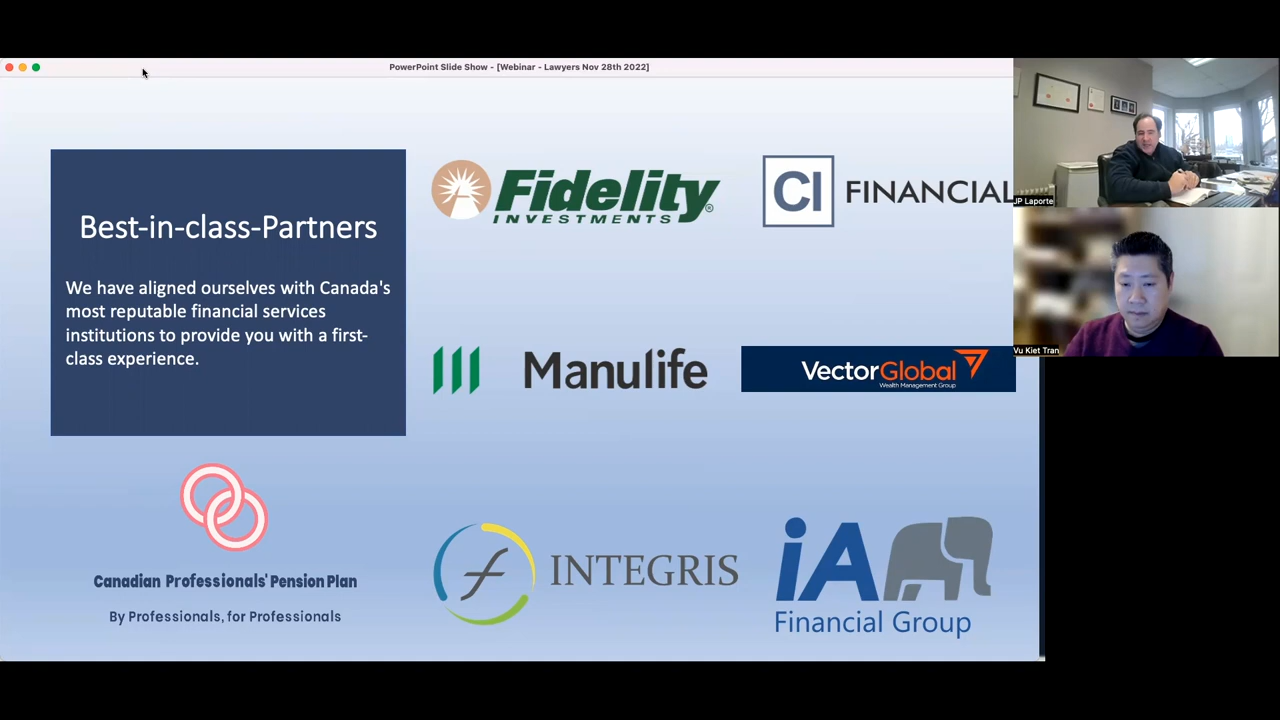 PowerPoint Slide Show - [Webinar - Lawyers Nov 28th 2022]
Best-in-class-Partners
We have aligned ourselves with Canada's
most reputable financial services
institutions to provide you with a first-
class experience.
Fidelity
INVESTMENTS
CI FINANCIAL
Manulife
VectorGlobal
Wealth Management Group
Canadian Professionals' Pension Plan
By Professionals, for Professionals
f INTEGRIS
iA
Financial Group
JP Laporte
Vu Kiet Tran